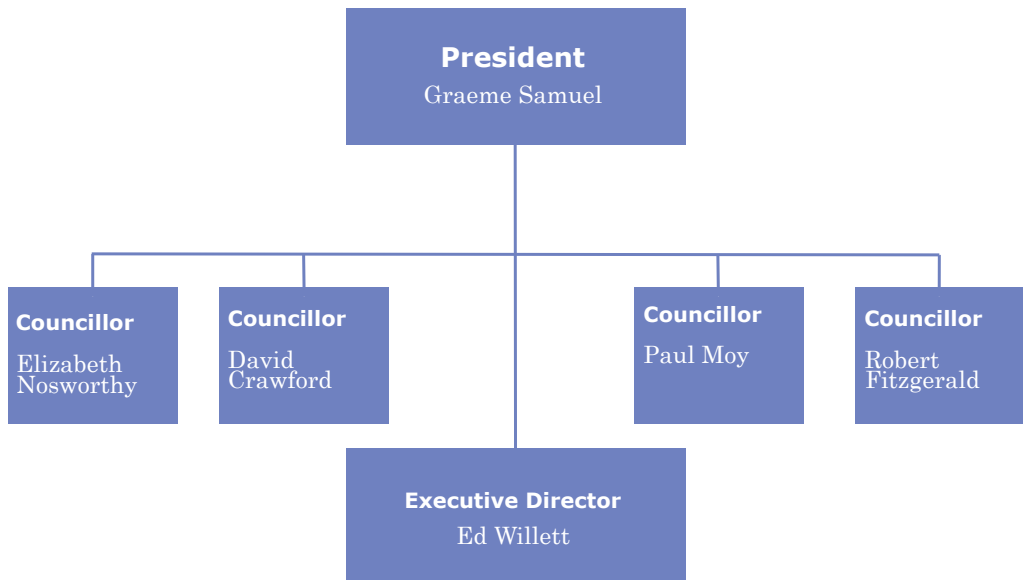 President
Graeme Samuel
Councillor
Elizabeth
Nosworthy
Councillor
David
Crawford
Councillor
Paul Moy
Councillor
Robert
Fitzgerald
Executive Director
Ed Willett